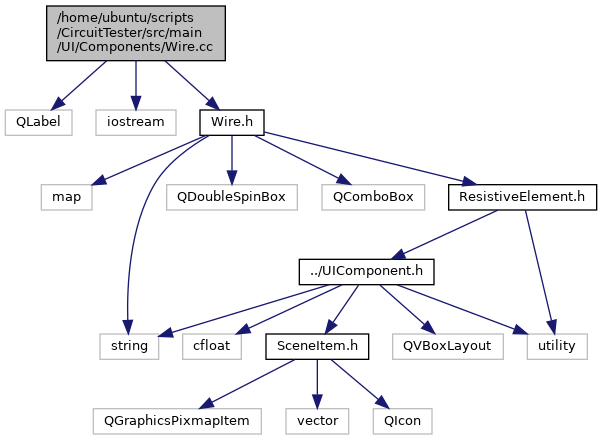 /home/ubuntu/scripts
/CircuitTester/src/main
/UI/Components/Wire.cc
QLabel
iostream
Wire.h
map
QDoubleSpinBox
QComboBox
ResistiveElement.h
../UIComponent.h
string
cfloat
SceneItem.h
QVBoxLayout
utility
QGraphicsPixmapItem
vector
QIcon